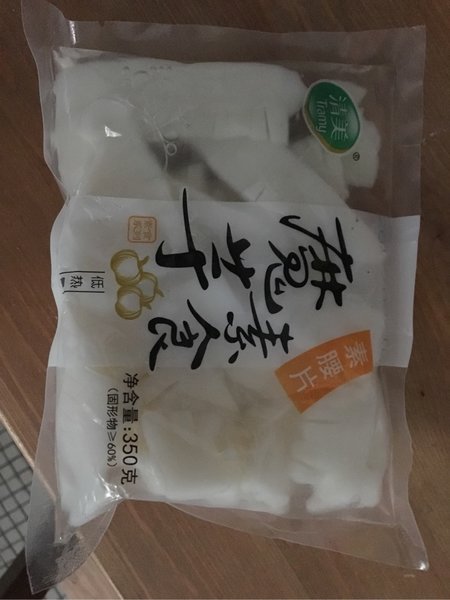 清美
Tramy
®
魔芋
素食
素腰片
低热
净含量:350克
(固形物≥60%)